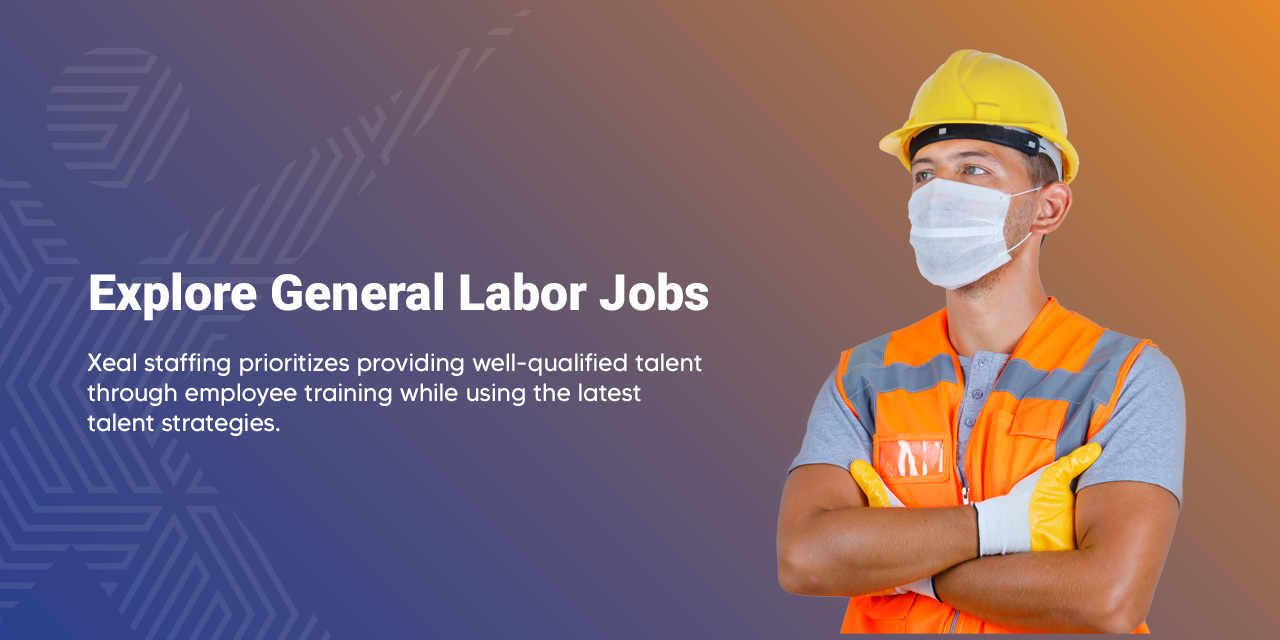 Explore General Labor Jobs
Xeal staffing prioritizes providing well-qualified talent
through employee training while using the latest
talent strategies.